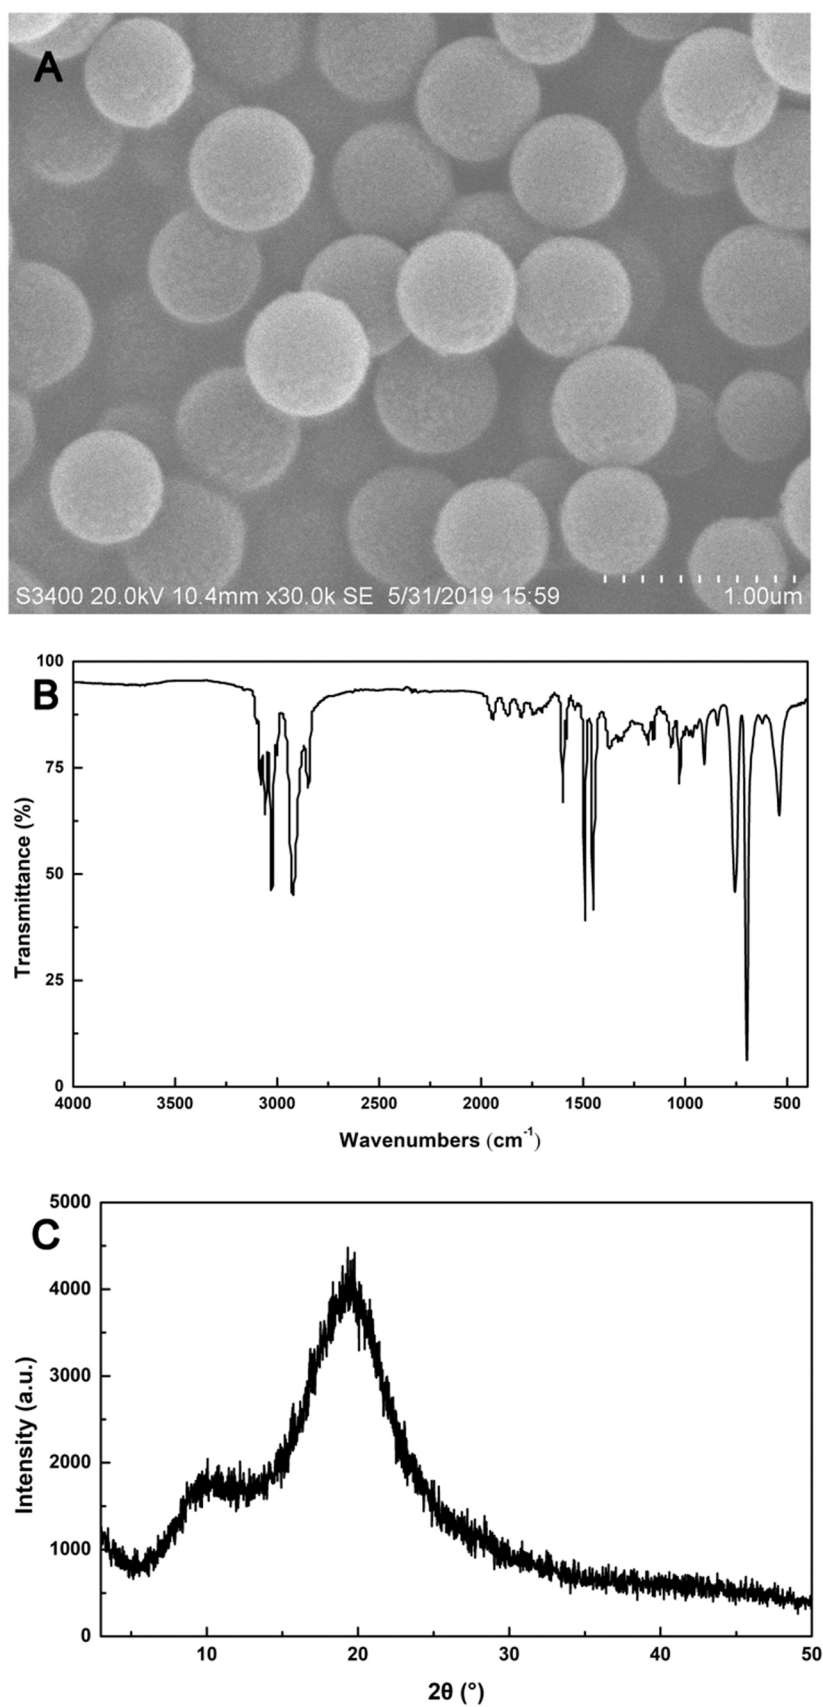 A
S3400 20.0kV 10.4mm x30.0k SE 5/31/2019 15:59
1.00um
B
100
75
50
25
0
Transmittance (%)
4000 3500 3000 2500 2000 1500 1000 500
Wavenumbers (cm⁻¹)
C
5000
4000
3000
2000
1000
0
Intensity (a.u.)
10 20 30 40 50
2θ (°)